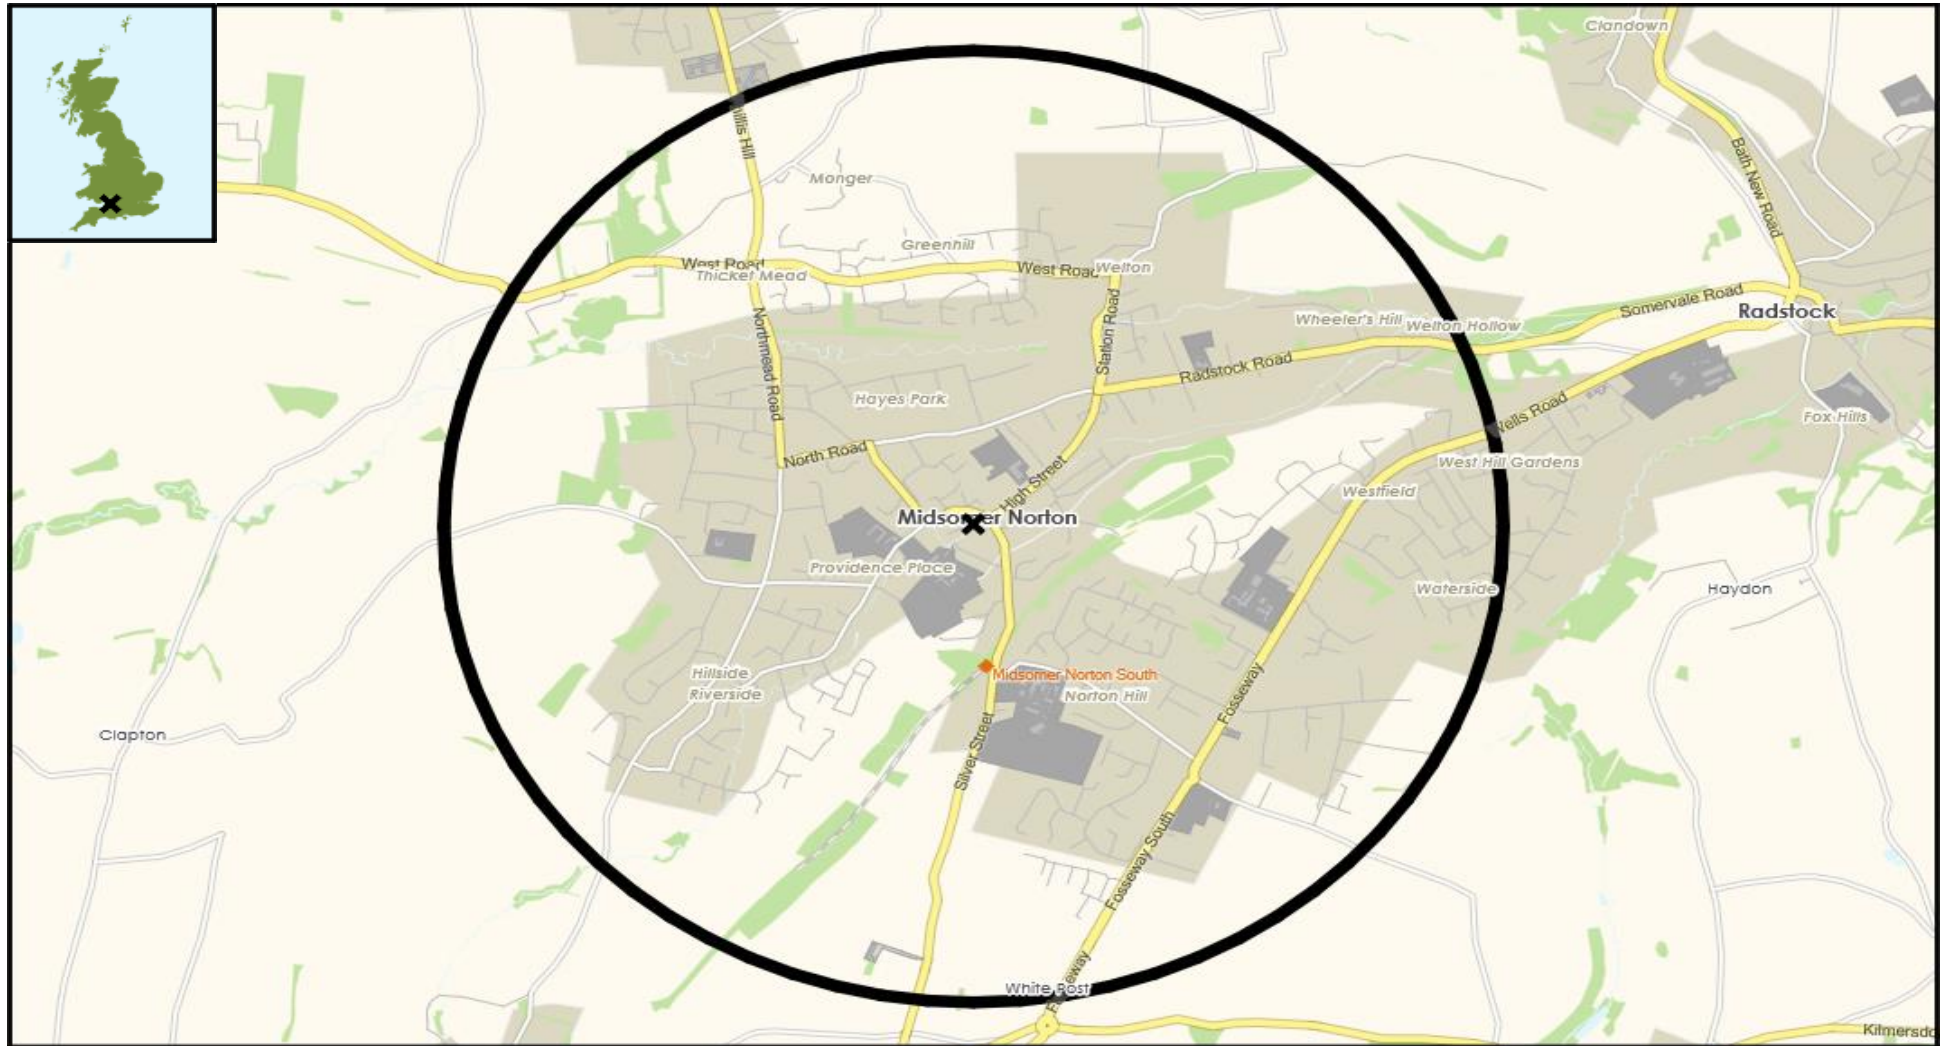 Clandown
hillis Hill
Bath New Road
Monger
Greenhill
West Road
Thicket Mead
West Road
Welton
Station Road
Somervale Road
Radstock
Wheeler's Hill
Welton Hollow
Northmead Road
Radstock Road
Hayes Park
Wells Road
Fox Hills
North Road
West Hill Gardens
High Street
Westfield
Midsomer Norton
Providence Place
Waterside
Haydon
Hillside
Riverside
Midsomer Norton South
Norton Hill
Fosseway
Clapton
Silver Street
Fosseway South
White Post
Fosseway
Kilmersdo